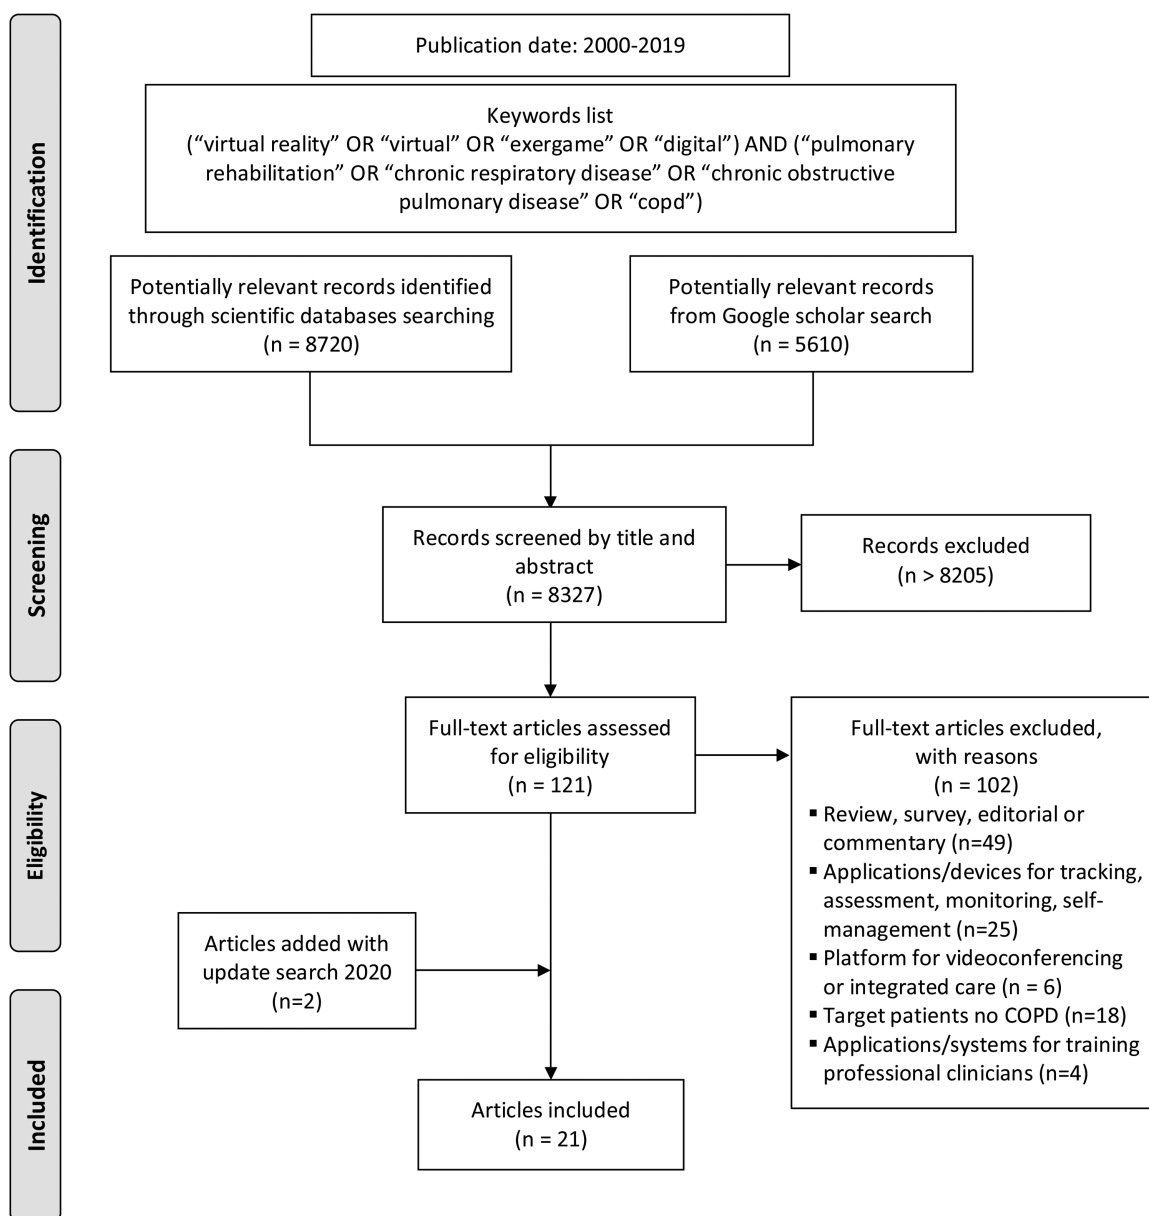 Identification
Publication date: 2000-2019
Keywords list
(“virtual reality” OR “virtual” OR “exergame” OR “digital”) AND (“pulmonary
rehabilitation” OR “chronic respiratory disease” OR “chronic obstructive
pulmonary disease” OR “copd”)
Potentially relevant records identified
through scientific databases searching
(n = 8720)
Potentially relevant records
from Google scholar search
(n = 5610)
Screening
Records screened by title and
abstract
(n = 8327)
Records excluded
(n > 8205)
Eligibility
Full-text articles assessed
for eligibility
(n = 121)
Full-text articles excluded,
with reasons
(n = 102)
▪ Review, survey, editorial or
commentary (n=49)
▪ Applications/devices for tracking,
assessment, monitoring, self-
management (n=25)
▪ Platform for videoconferencing
or integrated care (n = 6)
▪ Target patients no COPD (n=18)
▪ Applications/systems for training
professional clinicians (n=4)
Articles added with
update search 2020
(n=2)
Included
Articles included
(n = 21)